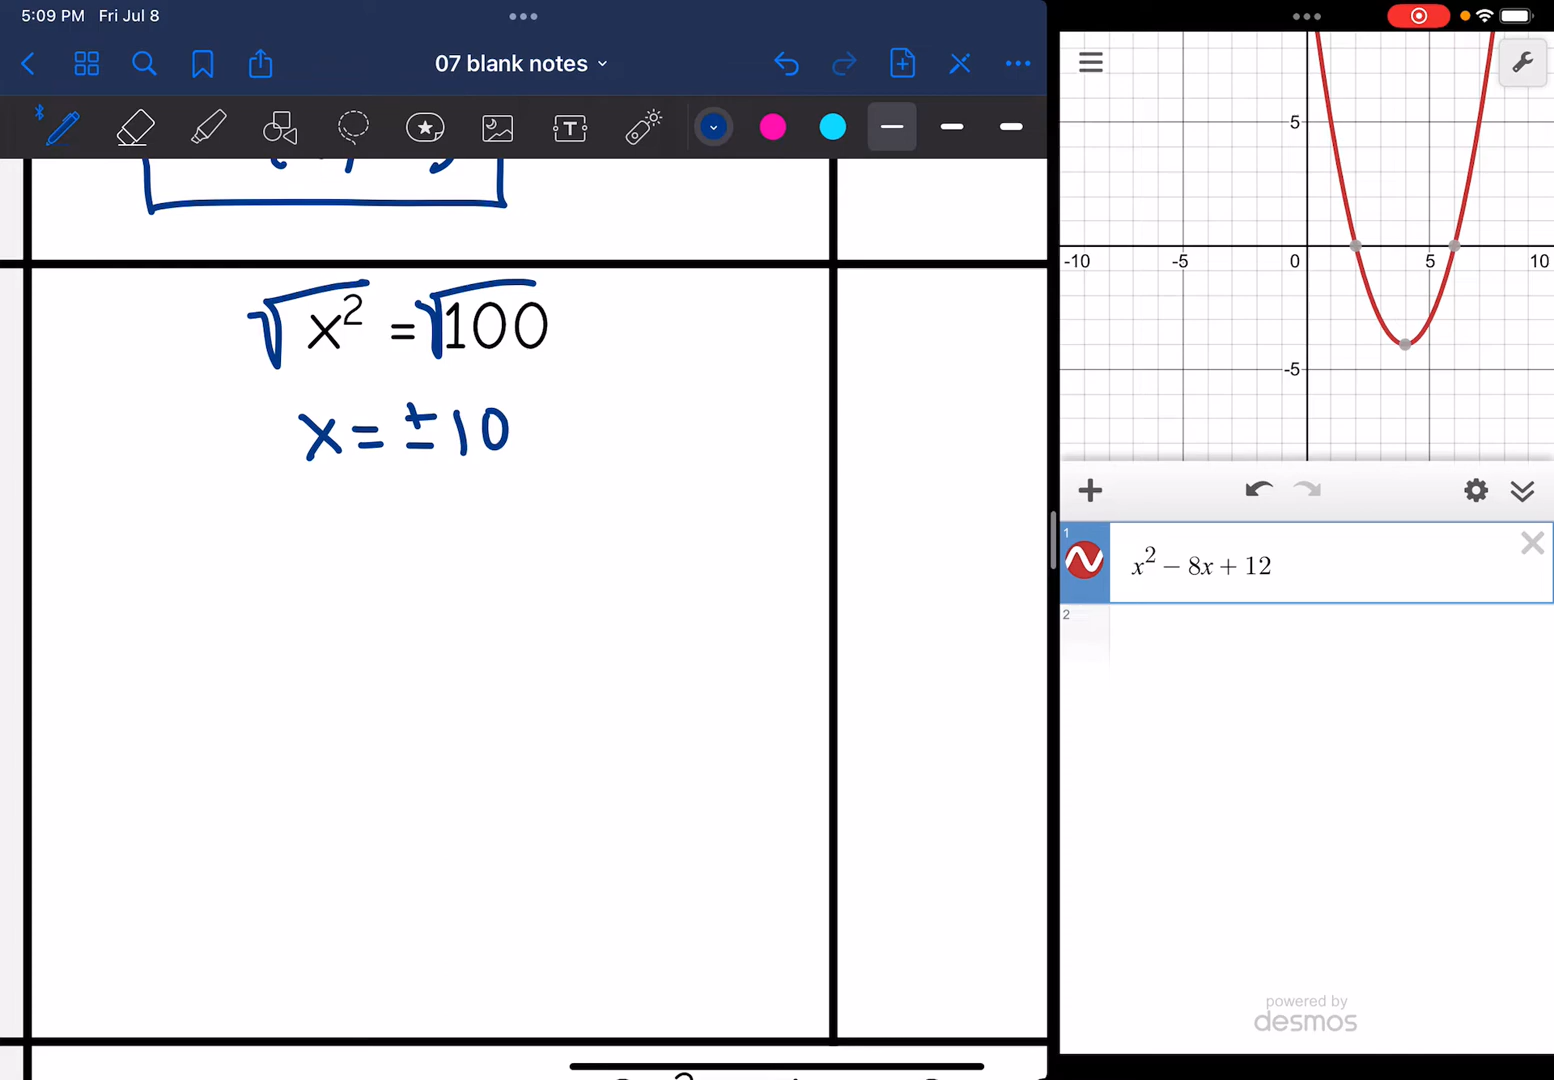 5:09 PM Fri Jul 8
07 blank notes
T
√x² = √100
x = ± 10
5
-10 -5 0 5 10
-5
1
x² − 8x + 12
2
powered by
desmos